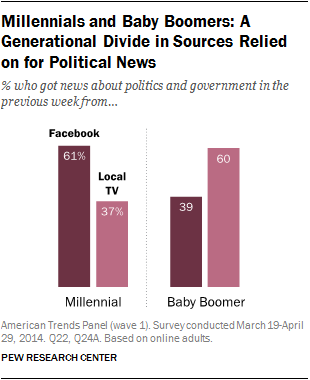 Millennials and Baby Boomers: A
Generational Divide in Sources Relied
on for Political News
% who got news about politics and government in the
previous week from...
Facebook
61%
Local
TV
37%
60
39
Millennial
Baby Boomer
American Trends Panel (wave 1). Survey conducted March 19-April
29, 2014. Q22, Q24A. Based on online adults.
PEW RESEARCH CENTER